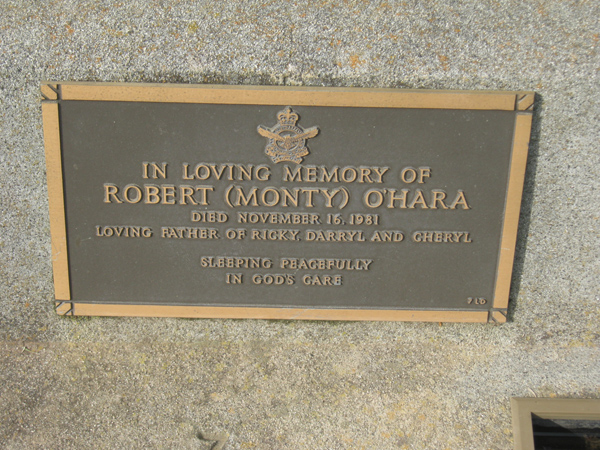 IN LOVING MEMORY OF
ROBERT (MONTY) O'HARA
DIED NOVEMBER 16, 1981
LOVING FATHER OF RICKY, DARRYL AND CHERYL
SLEEPING PEACEFULLY
IN GOD'S CARE